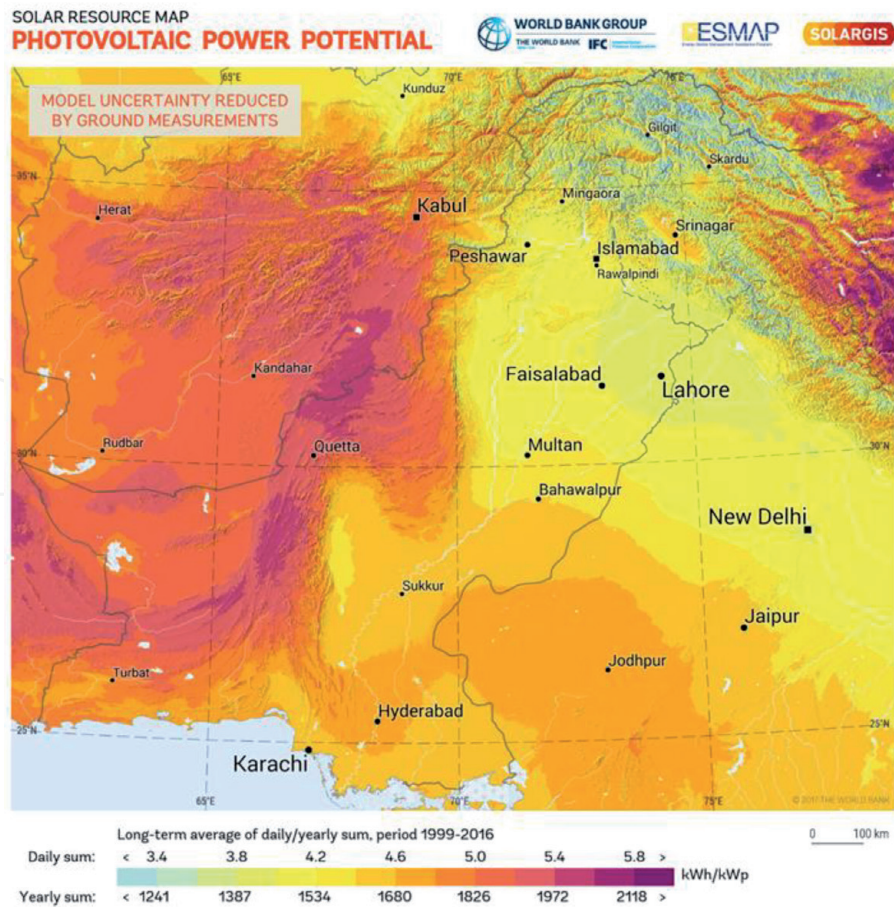 SOLAR RESOURCE MAP
PHOTOVOLTAIC POWER POTENTIAL
WORLD BANK GROUP
THE WORLD BANK IFC
ESMAP
SOLARGIS
65°E 70°E 75°E
MODEL UNCERTAINTY REDUCED
BY GROUND MEASUREMENTS
Kunduz
Gilgit
Skardu
35°N
Mingaora
Herat
Kabul
Srinagar
Peshawar
Islamabad
Rawalpindi
Kandahar
Faisalabad
Lahore
Rudbar
Quetta
Multan
30°N
30°N
Bahawalpur
New Delhi
Sukkur
Jaipur
Turbat
Jodhpur
Hyderabad
25°N
25°N
Karachi
65°E 70°E 75°E
© 2017 THE WORLD BANK
Long-term average of daily/yearly sum, period 1999-2016
0 100 km
Daily sum: < 3.4 3.8 4.2 4.6 5.0 5.4 5.8 >
kWh/kWp
Yearly sum: < 1241 1387 1534 1680 1826 1972 2118 >